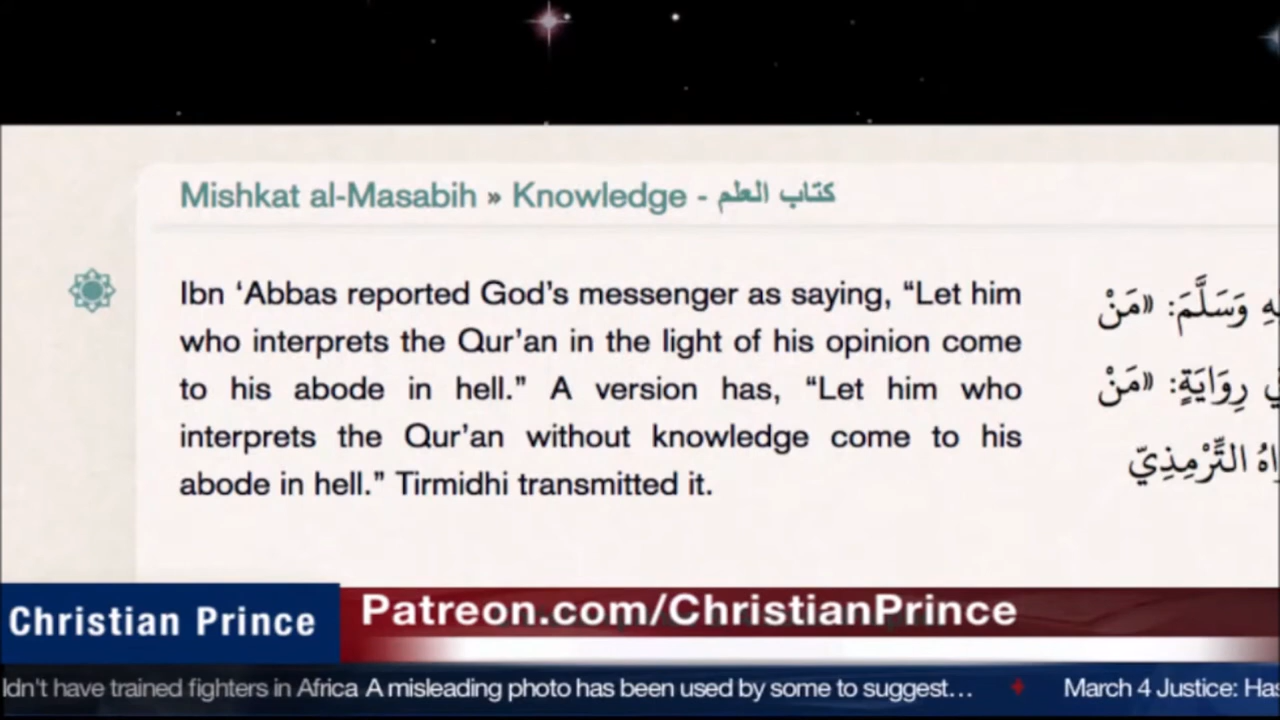 Mishkat al-Masabih » Knowledge - كتاب العلم
Ibn ‘Abbas reported God’s messenger as saying, “Let him
who interprets the Qur’an in the light of his opinion come
to his abode in hell.” A version has, “Let him who
interprets the Qur’an without knowledge come to his
abode in hell.” Tirmidhi transmitted it.
وَسَلَّمَ: «مَنْ
رِوَايَةٍ: «مَنْ
التِّرْمِذِيّ
Christian Prince
Patreon.com/ChristianPrince
ldn't have trained fighters in Africa A misleading photo has been used by some to suggest… March 4 Justice: Has